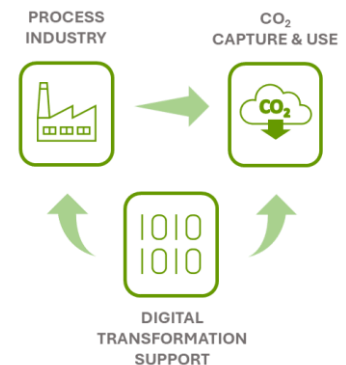 PROCESS
INDUSTRY
CO₂
CAPTURE & USE
CO₂
1010
1010
DIGITAL
TRANSFORMATION
SUPPORT